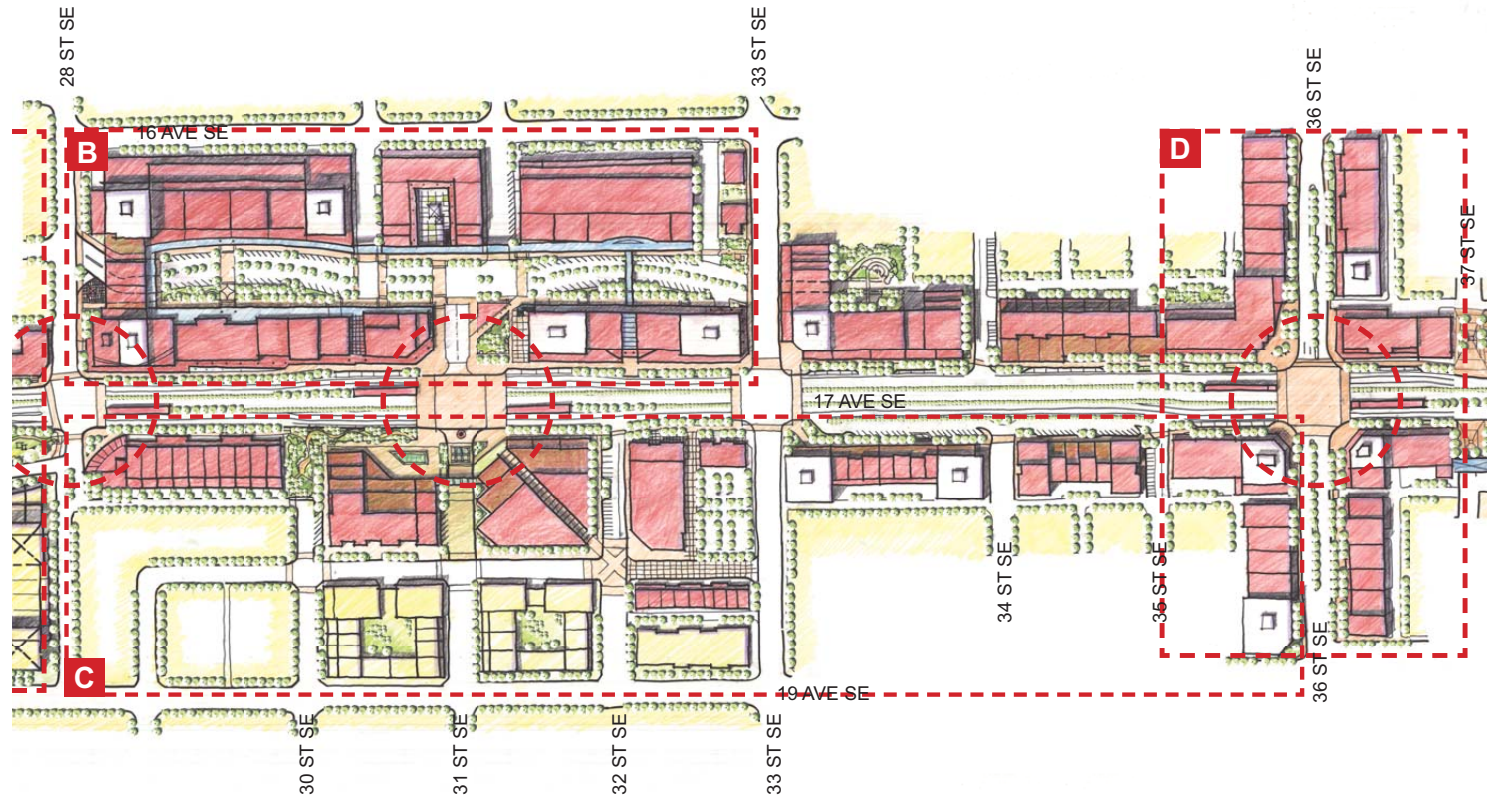 28 ST SE
33 ST SE
36 ST SE
16 AVE SE
B
D
37 ST SE
17 AVE SE
34 ST SE
35 ST SE
36 ST SE
C
19 AVE SE
30 ST SE
31 ST SE
32 ST SE
33 ST SE